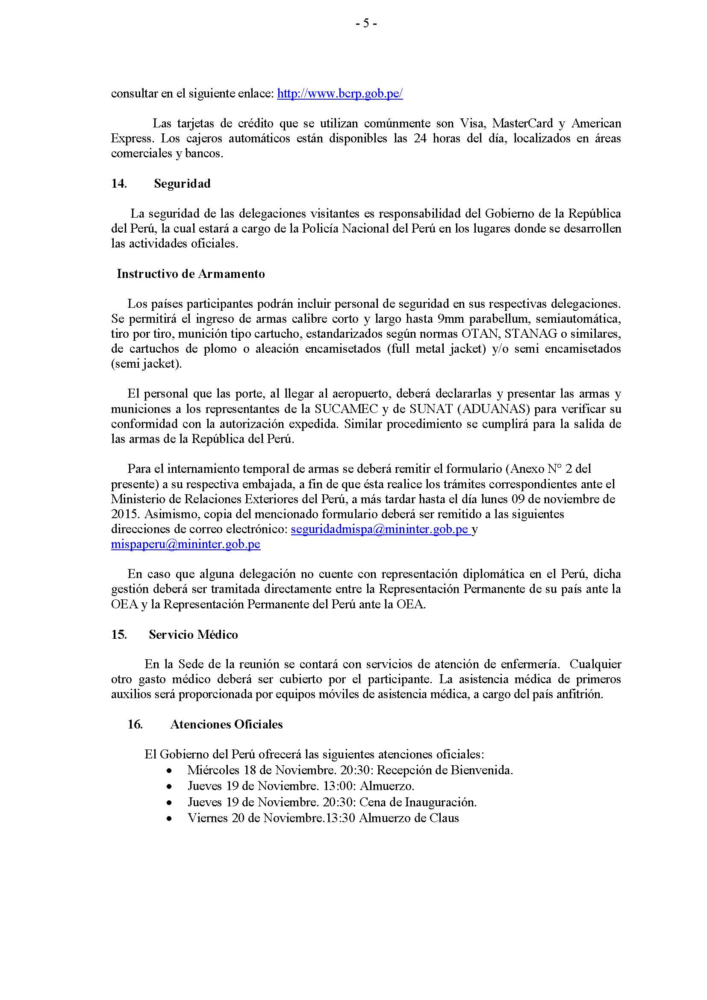 - 5 -
consultar en el siguiente enlace: http://www.bcrp.gob.pe/
Las tarjetas de crédito que se utilizan comúnmente son Visa, MasterCard y American
Express. Los cajeros automáticos están disponibles las 24 horas del día, localizados en áreas
comerciales y bancos.
14. Seguridad
La seguridad de las delegaciones visitantes es responsabilidad del Gobierno de la República
del Perú, la cual estará a cargo de la Policía Nacional del Perú en los lugares donde se desarrollen
las actividades oficiales.
Instructivo de Armamento
Los países participantes podrán incluir personal de seguridad en sus respectivas delegaciones.
Se permitirá el ingreso de armas calibre corto y largo hasta 9mm parabellum, semiautomática,
tiro por tiro, munición tipo cartucho, estandarizados según normas OTAN, STANAG o similares,
de cartuchos de plomo o aleación encamisetados (full metal jacket) y/o semi encamisetados
(semi jacket).
El personal que las porte, al llegar al aeropuerto, deberá declararlas y presentar las armas y
municiones a los representantes de la SUCAMEC y de SUNAT (ADUANAS) para verificar su
conformidad con la autorización expedida. Similar procedimiento se cumplirá para la salida de
las armas de la República del Perú.
Para el internamiento temporal de armas se deberá remitir el formulario (Anexo N° 2 del
presente) a su respectiva embajada, a fin de que ésta realice los trámites correspondientes ante el
Ministerio de Relaciones Exteriores del Perú, a más tardar hasta el día lunes 09 de noviembre de
2015. Asimismo, copia del mencionado formulario deberá ser remitido a las siguientes
direcciones de correo electrónico: seguridadmispa@mininter.gob.pe y
mispaperu@mininter.gob.pe
En caso que alguna delegación no cuente con representación diplomática en el Perú, dicha
gestión deberá ser tramitada directamente entre la Representación Permanente de su país ante la
OEA y la Representación Permanente del Perú ante la OEA.
15. Servicio Médico
En la Sede de la reunión se contará con servicios de atención de enfermería. Cualquier
otro gasto médico deberá ser cubierto por el participante. La asistencia médica de primeros
auxilios será proporcionada por equipos móviles de asistencia médica, a cargo del país anfitrión.
16. Atenciones Oficiales
El Gobierno del Perú ofrecerá las siguientes atenciones oficiales:
• Miércoles 18 de Noviembre. 20:30: Recepción de Bienvenida.
• Jueves 19 de Noviembre. 13:00: Almuerzo.
• Jueves 19 de Noviembre. 20:30: Cena de Inauguración.
• Viernes 20 de Noviembre.13:30 Almuerzo de Claus